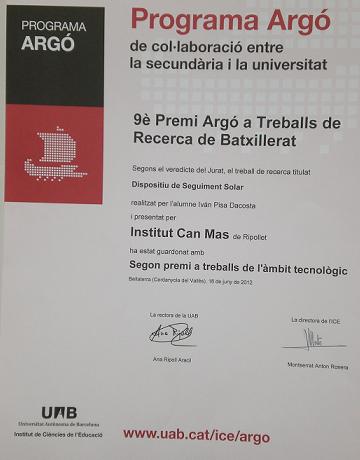 PROGRAMA
ARGÓ
Programa Argó
de col·laboració entre
la secundària i la universitat
9è Premi Argó a Treballs de
Recerca de Batxillerat
Segons el veredicte del Jurat, el treball de recerca titulat
Dispositiu de Seguiment Solar
realitzat per l'alumne Iván Pisa Dacosta
i presentat per
Institut Can Mas de Ripollet
ha estat guardonat amb
Segon premi a treballs de l'àmbit tecnològic
Bellaterra (Cerdanyola del Vallès), 18 de juny de 2012
La rectora de la UAB
La directora de l'ICE
Ana Ripoll
Ana Ripoll Aracil
Montserrat Anton Rosera
UAB
Universitat Autònoma de Barcelona
Institut de Ciències de l'Educació
www.uab.cat/ice/argo